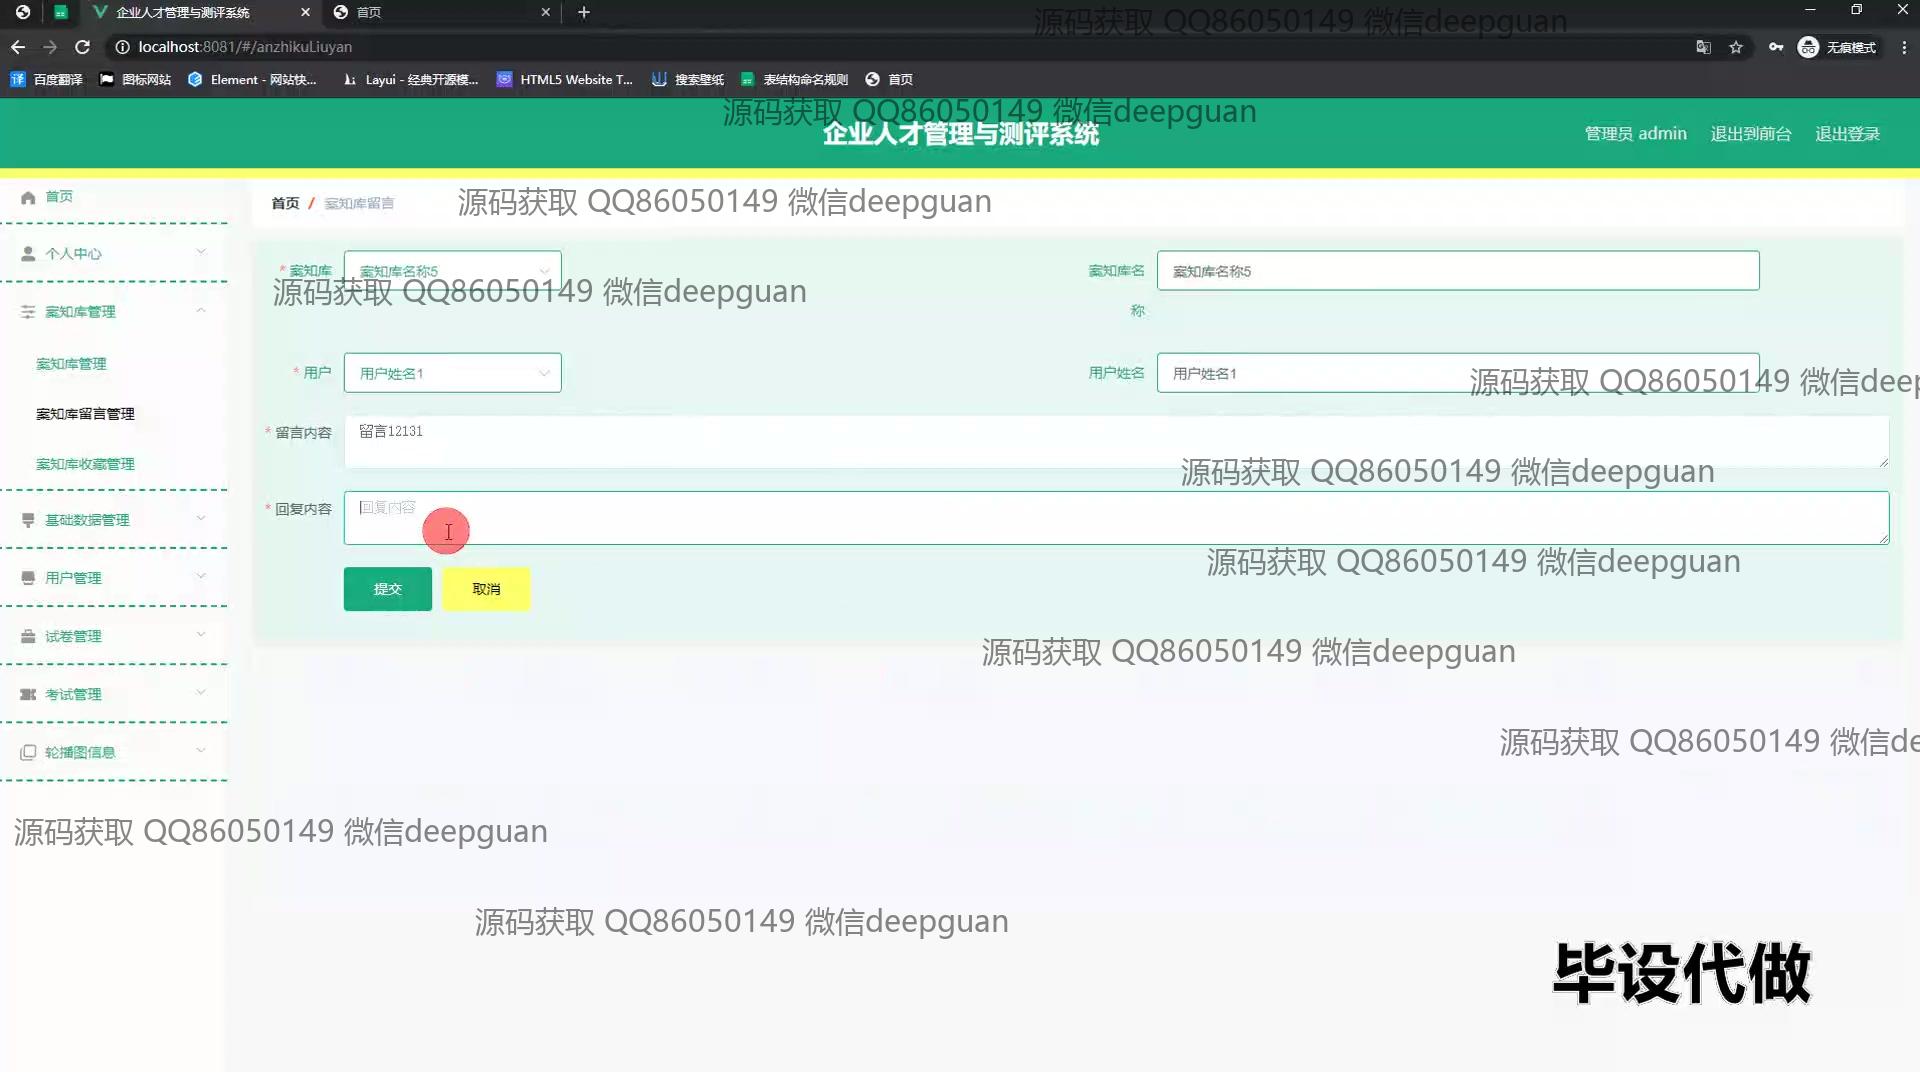 企业人才管理与测评系统
首页
localhost:8081/#/anzhikuLiuyan
无痕模式
百度翻译
图标网站
Element - 网站快...
Layui - 经典开源模...
HTML5 Website T...
搜索壁纸
表结构命名规则
首页
源码获取 QQ86050149 微信deepguan
源码获取 QQ86050149 微信deepguan
企业人才管理与测评系统
管理员 admin
退出到前台
退出登录
首页
个人中心
案知库管理
案知库管理
案知库留言管理
案知库收藏管理
基础数据管理
用户管理
试卷管理
考试管理
轮播图信息
首页 / 案知库留言
源码获取 QQ86050149 微信deepguan
* 案知库
案知库名称5
案知库名称
案知库名称5
源码获取 QQ86050149 微信deepguan
* 用户
用户姓名1
用户姓名
用户姓名1
源码获取 QQ86050149 微信deep
* 留言内容
留言12131
源码获取 QQ86050149 微信deepguan
* 回复内容
回复内容
源码获取 QQ86050149 微信deepguan
提交
取消
源码获取 QQ86050149 微信deepguan
源码获取 QQ86050149 微信de
源码获取 QQ86050149 微信deepguan
源码获取 QQ86050149 微信deepguan
毕设代做